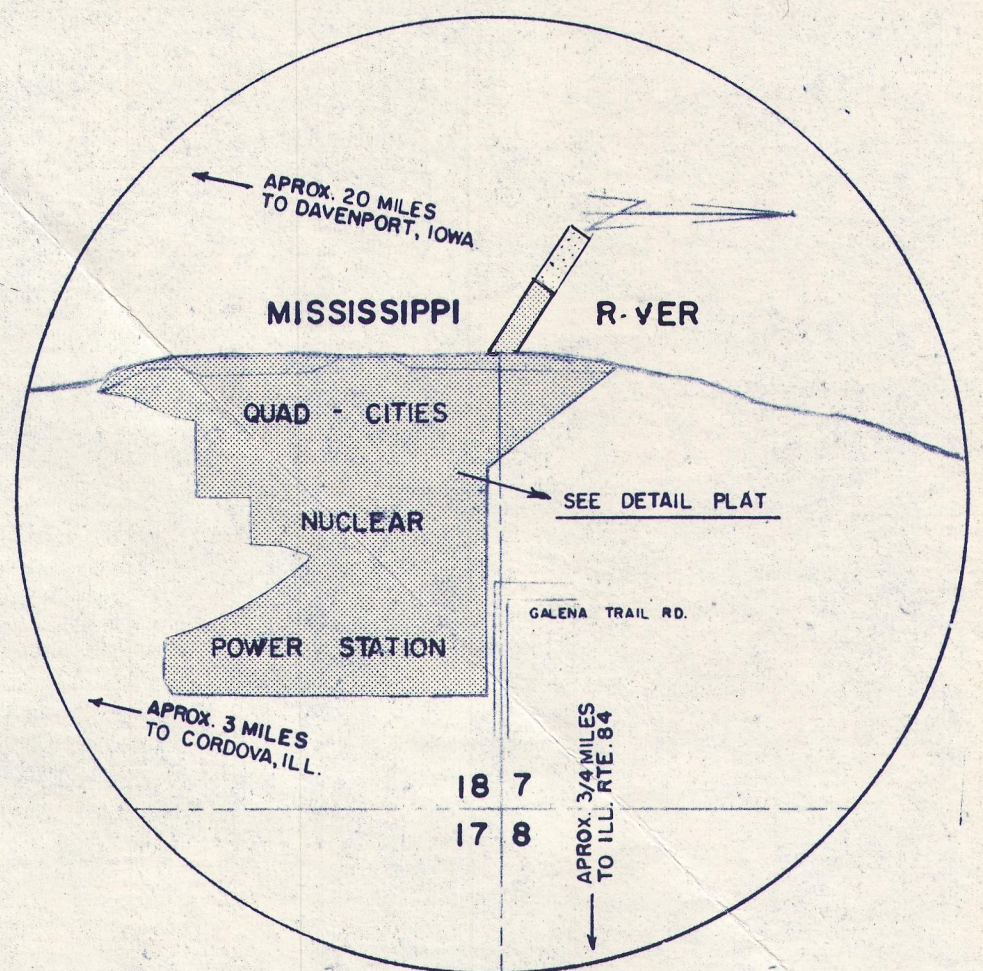 APROX. 20 MILES
TO DAVENPORT, IOWA
MISSISSIPPI R-VER
QUAD - CITIES
SEE DETAIL PLAT
NUCLEAR
GALENA TRAIL RD.
POWER STATION
APROX. 3 MILES
TO CORDOVA, ILL.
APROX. 3/4 MILES
TO ILL. RTE. 84
18 7
17 8